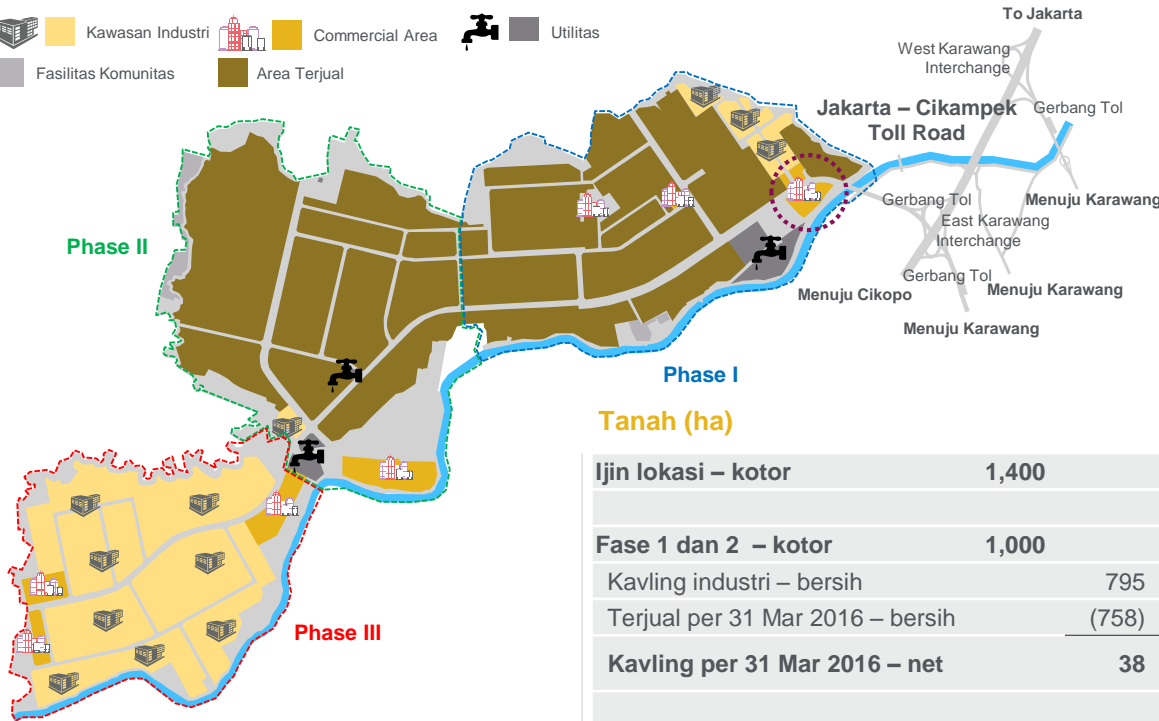 Kawasan Industri
Commercial Area
Utilitas
Fasilitas Komunitas
Area Terjual
To Jakarta
West Karawang
Interchange
Jakarta – Cikampek
Toll Road
Gerbang Tol
Gerbang Tol
Menuju Karawang
East Karawang
Interchange
Gerbang Tol
Menuju Cikopo
Menuju Karawang
Menuju Karawang
Phase II
Phase I
Phase III
Tanah (ha)
Ijin lokasi – kotor 1,400
Fase 1 dan 2 – kotor 1,000
Kavling industri – bersih 795
Terjual per 31 Mar 2016 – bersih (758)
Kavling per 31 Mar 2016 – net 38